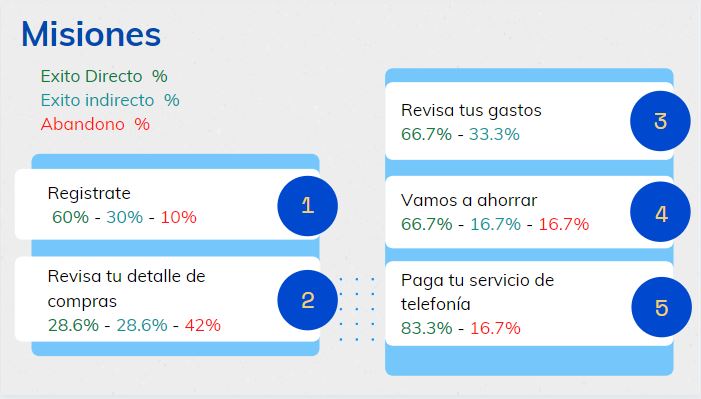 Misiones
Exito Directo %
Exito indirecto %
Abandono %
Registrate
60% - 30% - 10%
1
Revisa tu detalle de
compras
28.6% - 28.6% - 42%
2
Revisa tus gastos
66.7% - 33.3%
3
Vamos a ahorrar
66.7% - 16.7% - 16.7%
4
Paga tu servicio de
telefonía
83.3% - 16.7%
5